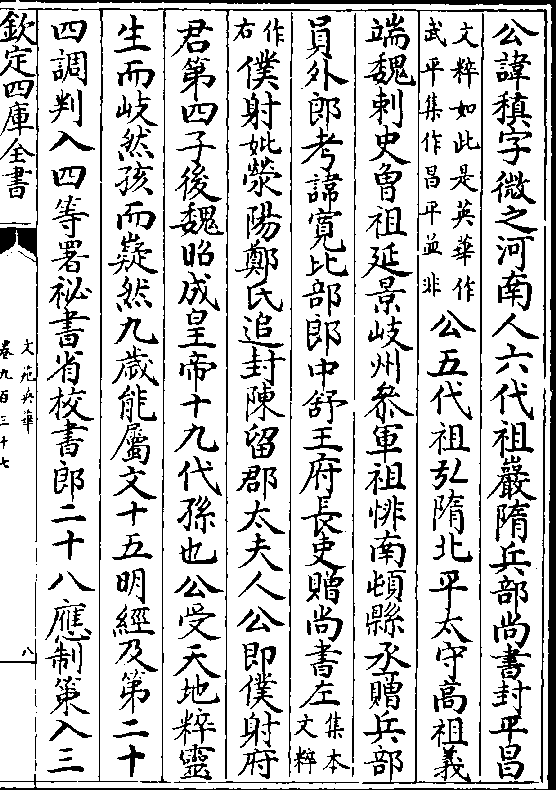 公諱稹字微之河南人六代祖巖隋兵部尚書封平昌
文粹如此是英華作
武平集作昌平並非
公五代祖弘隋北平太守高祖義
端魏刺史曾祖延景岐州叅軍祖悱南頓縣丞贈兵部
員外郎考諱寛比部郎中舒王府長吏贈尚書左
集本
文粹
作
右
僕射妣滎陽鄭氏追封陳留郡太夫人公即僕射府
君第四子後魏昭成皇帝十九代孫也公受天地粹靈
生而岐然孩而嶷然九歲能屬文十五明經及第二十
四調判入四等署祕書省校書郎二十八應制策入三
欽定四庫全書
文苑英華
卷九百三十七
八